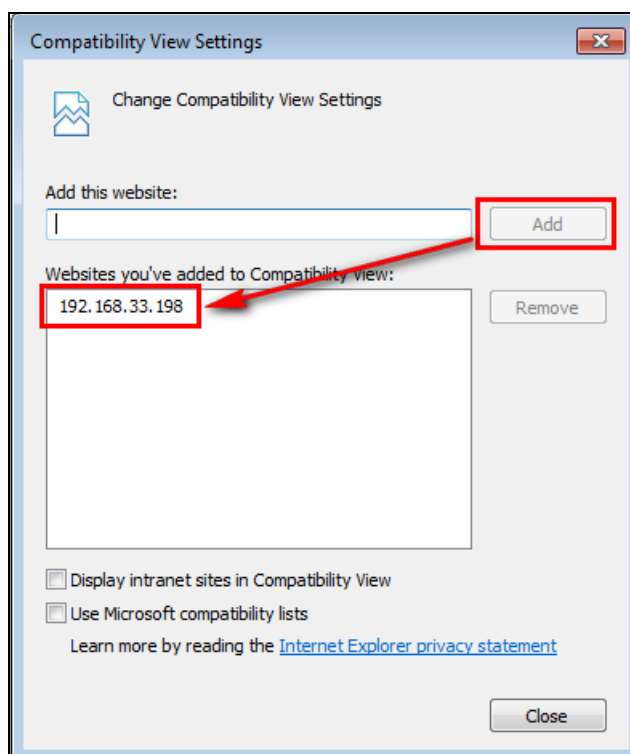 Compatibility View Settings
Change Compatibility View Settings
Add this website:
Add
Websites you've added to Compatibility View:
192.168.33.198
Remove
Display intranet sites in Compatibility View
Use Microsoft compatibility lists
Learn more by reading the Internet Explorer privacy statement
Close